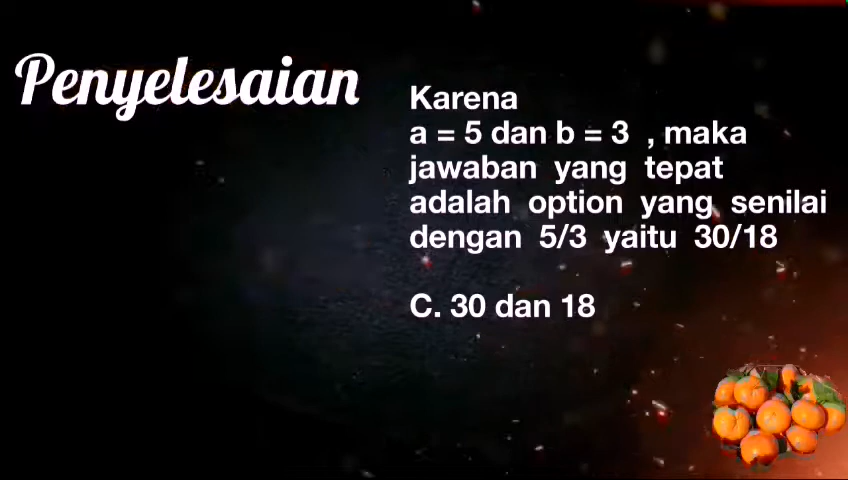 Penyelesaian
Karena
a = 5 dan b = 3 , maka
jawaban yang tepat
adalah option yang senilai
dengan 5/3 yaitu 30/18
C. 30 dan 18